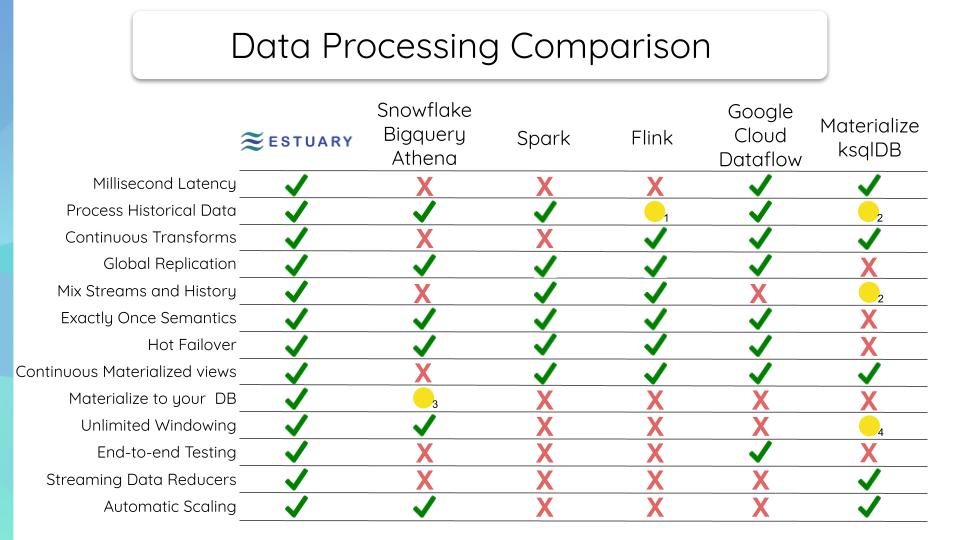 Data Processing Comparison
ESTUARY
Snowflake
Bigquery
Athena
Spark
Flink
Google
Cloud
Dataflow
Materialize
ksqlDB
Millisecond Latency X X X
Process Historical Data 1 2
Continuous Transforms X X
Global Replication X
Mix Streams and History X X 2
Exactly Once Semantics X
Hot Failover X
Continuous Materialized views X
Materialize to your DB 3 X X X X
Unlimited Windowing X X X 4
End-to-end Testing X X X X
Streaming Data Reducers X X X X
Automatic Scaling X X X